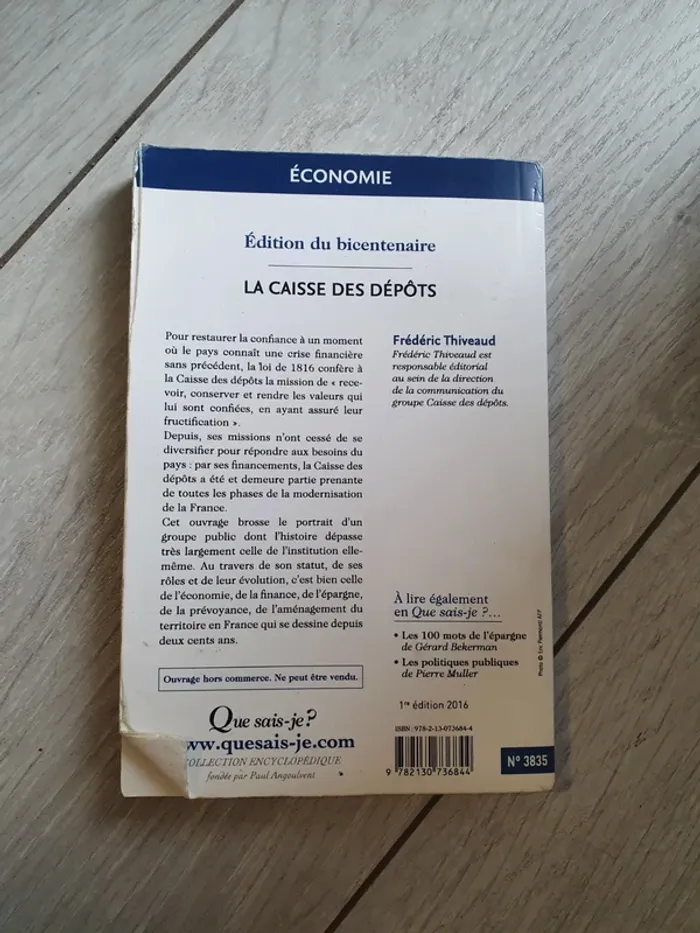 ÉCONOMIE
Édition du bicentenaire
LA CAISSE DES DÉPÔTS
Pour restaurer la confiance à un moment
où le pays connaît une crise financière
sans précédent, la loi de 1816 confère à
la Caisse des dépôts la mission de « rece-
voir, conserver et rendre les valeurs qui
lui sont confiées, en ayant assuré leur
fructification ».
Depuis, ses missions n'ont cessé de se
diversifier pour répondre aux besoins du
pays : par ses financements, la Caisse des
dépôts a été et demeure partie prenante
de toutes les phases de la modernisation
de la France.
Cet ouvrage brosse le portrait d'un
groupe public dont l'histoire dépasse
très largement celle de l'institution elle-
même. Au travers de son statut, de ses
rôles et de leur évolution, c'est bien celle
de l'économie, de la finance, de l'épargne,
de la prévoyance, de l'aménagement du
territoire en France qui se dessine depuis
deux cents ans.
Frédéric Thiveaud
Frédéric Thiveaud est
responsable éditorial
au sein de la direction
de la communication du
groupe Caisse des dépôts.
À lire également
en Que sais-je ?...
• Les 100 mots de l'épargne
de Gérard Bekerman
• Les politiques publiques
de Pierre Muller
Ouvrage hors commerce. Ne peut être vendu.
1re édition 2016
Que sais-je?
www.quesais-je.com
COLLECTION ENCYCLOPÉDIQUE
fondée par Paul Angoulvent
ISBN : 978-2-13-073684-4
9 782130 736844
N° 3835